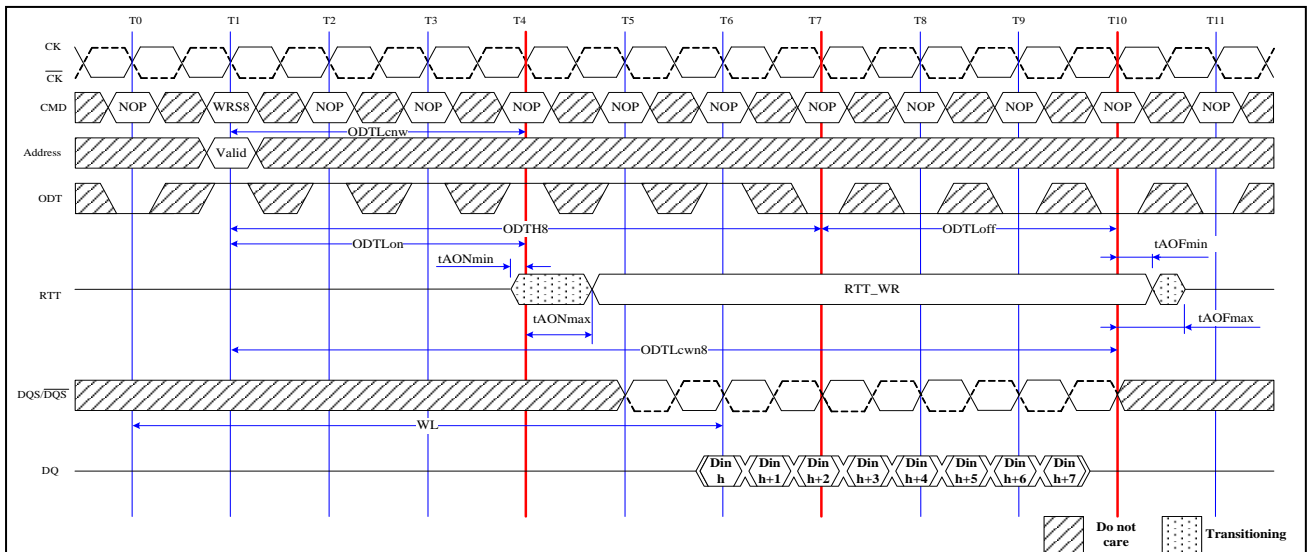 T0 T1 T2 T3 T4 T5 T6 T7 T8 T9 T10 T11
CK
CK
CMD NOP WRS8 NOP NOP NOP NOP NOP NOP NOP NOP NOP NOP
ODTLcnw
Address Valid
ODT
ODTH8 ODTLoff
ODTLon
tAONmin tAOFmin
RTT RTT_WR
tAONmax tAOFmax
ODTLcwn8
DQS/DQS
WL
DQ Din h Din h+1 Din h+2 Din h+3 Din h+4 Din h+5 Din h+6 Din h+7
Do not care Transitioning